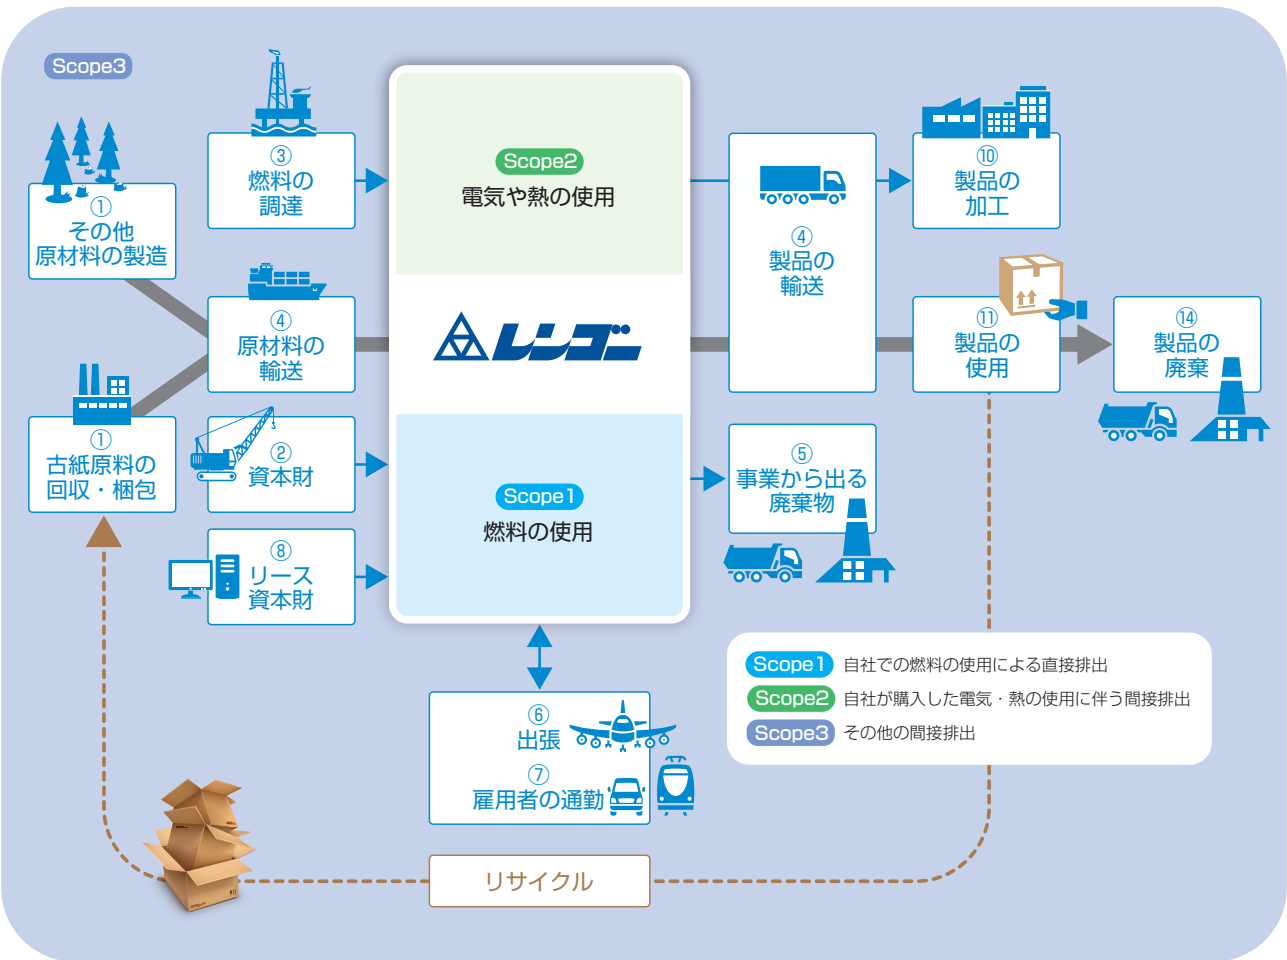 Scope3
①
その他
原材料の製造
①
古紙原料の
回収・梱包
③
燃料の
調達
④
原材料の
輸送
②
資本財
⑧
リース
資本財
Scope2
電気や熱の使用
レンゴー
Scope1
燃料の使用
④
製品の
輸送
⑤
事業から出る
廃棄物
⑩
製品の
加工
⑪
製品の
使用
⑭
製品の
廃棄
⑥
出張
⑦
雇用者の通勤
Scope1 自社での燃料の使用による直接排出
Scope2 自社が購入した電気・熱の使用に伴う間接排出
Scope3 その他の間接排出
リサイクル